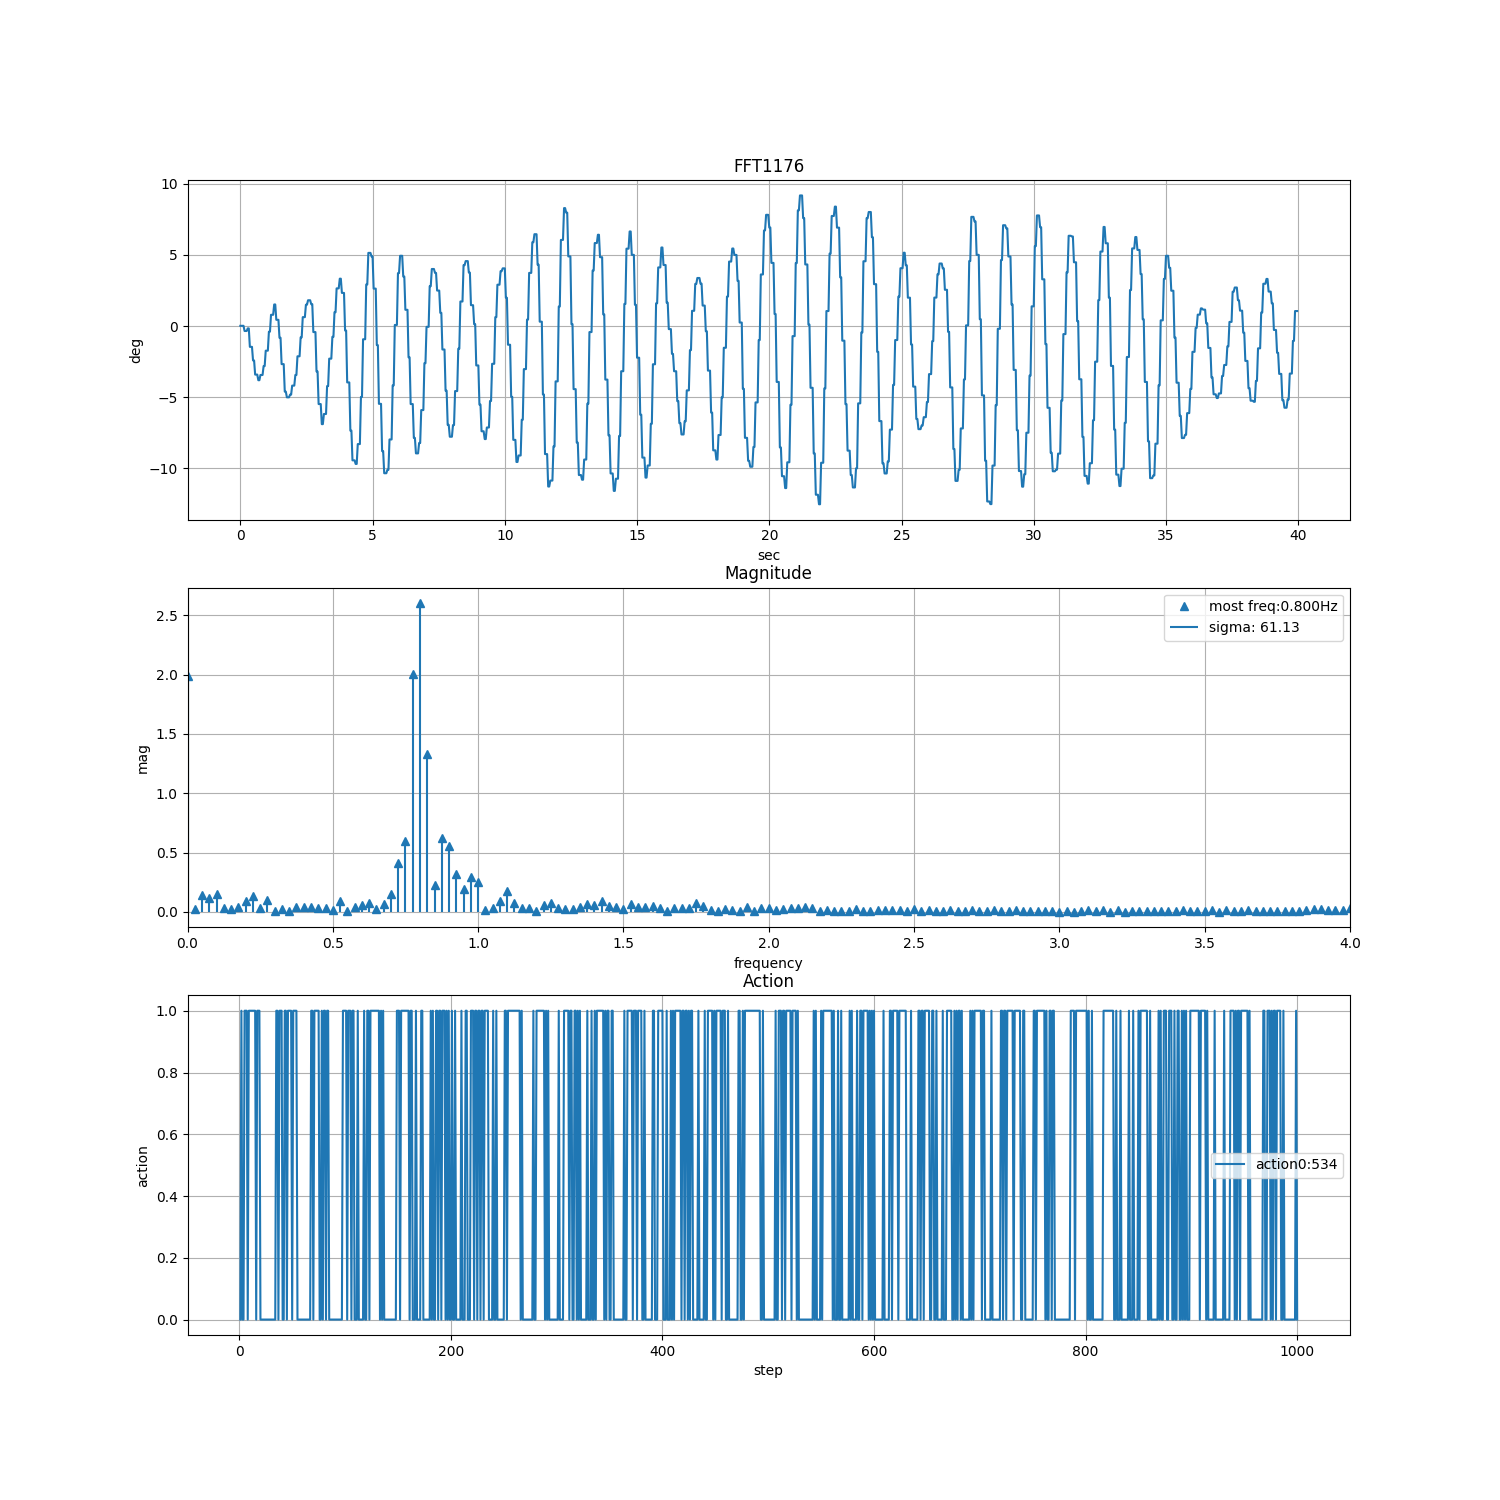 FFT1176
10
5
0
−5
−10
deg
0 5 10 15 20 25 30 35 40
sec
Magnitude
most freq:0.800Hz
sigma: 61.13
2.5
2.0
1.5
1.0
0.5
0.0
mag
0.0 0.5 1.0 1.5 2.0 2.5 3.0 3.5 4.0
frequency
Action
1.0
0.8
0.6
0.4
0.2
0.0
action
action0:534
0 200 400 600 800 1000
step